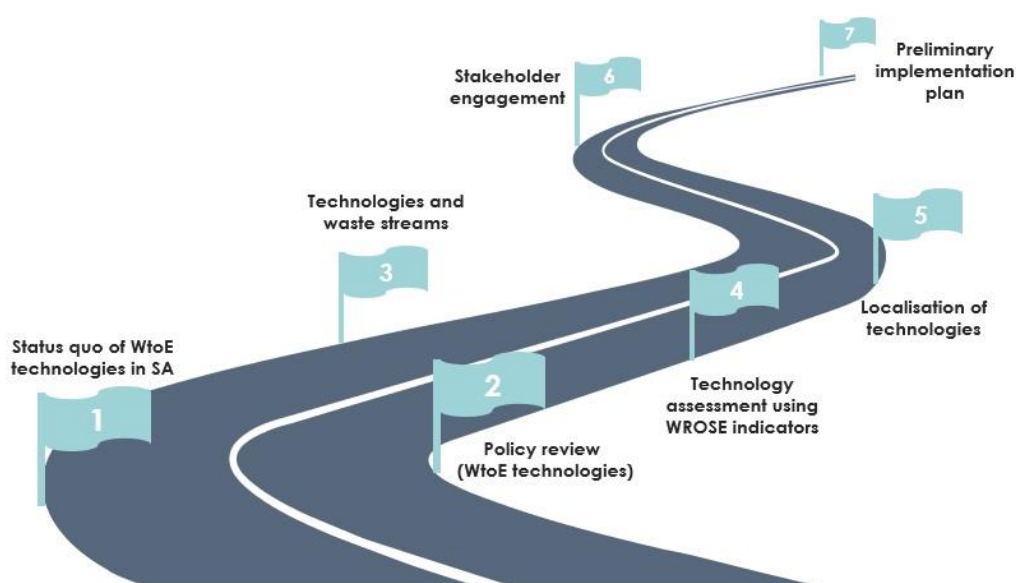 1
Status quo of WtoE
technologies in SA
2
Policy review
(WtoE technologies)
3
Technologies and
waste streams
4
Technology
assessment using
WROSE indicators
5
Localisation of
technologies
6
Stakeholder
engagement
7
Preliminary
implementation
plan